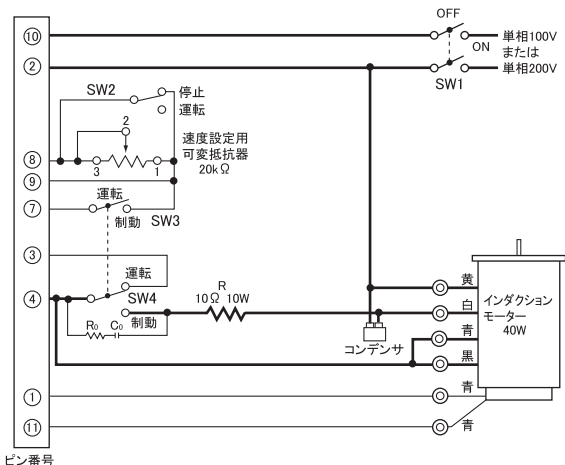 OFF
⑩
ON
単相100V
または
単相200V
②
SW1
SW2
停止
運転
2
速度設定用
可変抵抗器
20kΩ
⑧
3
1
⑨
運転
⑦
制動
SW3
③
運転
④
SW4
R
10Ω 10W
制動
R₀
C₀
コンデンサ
黄
白
青
黒
インダクション
モーター
40W
①
青
⑪
青
ピン番号